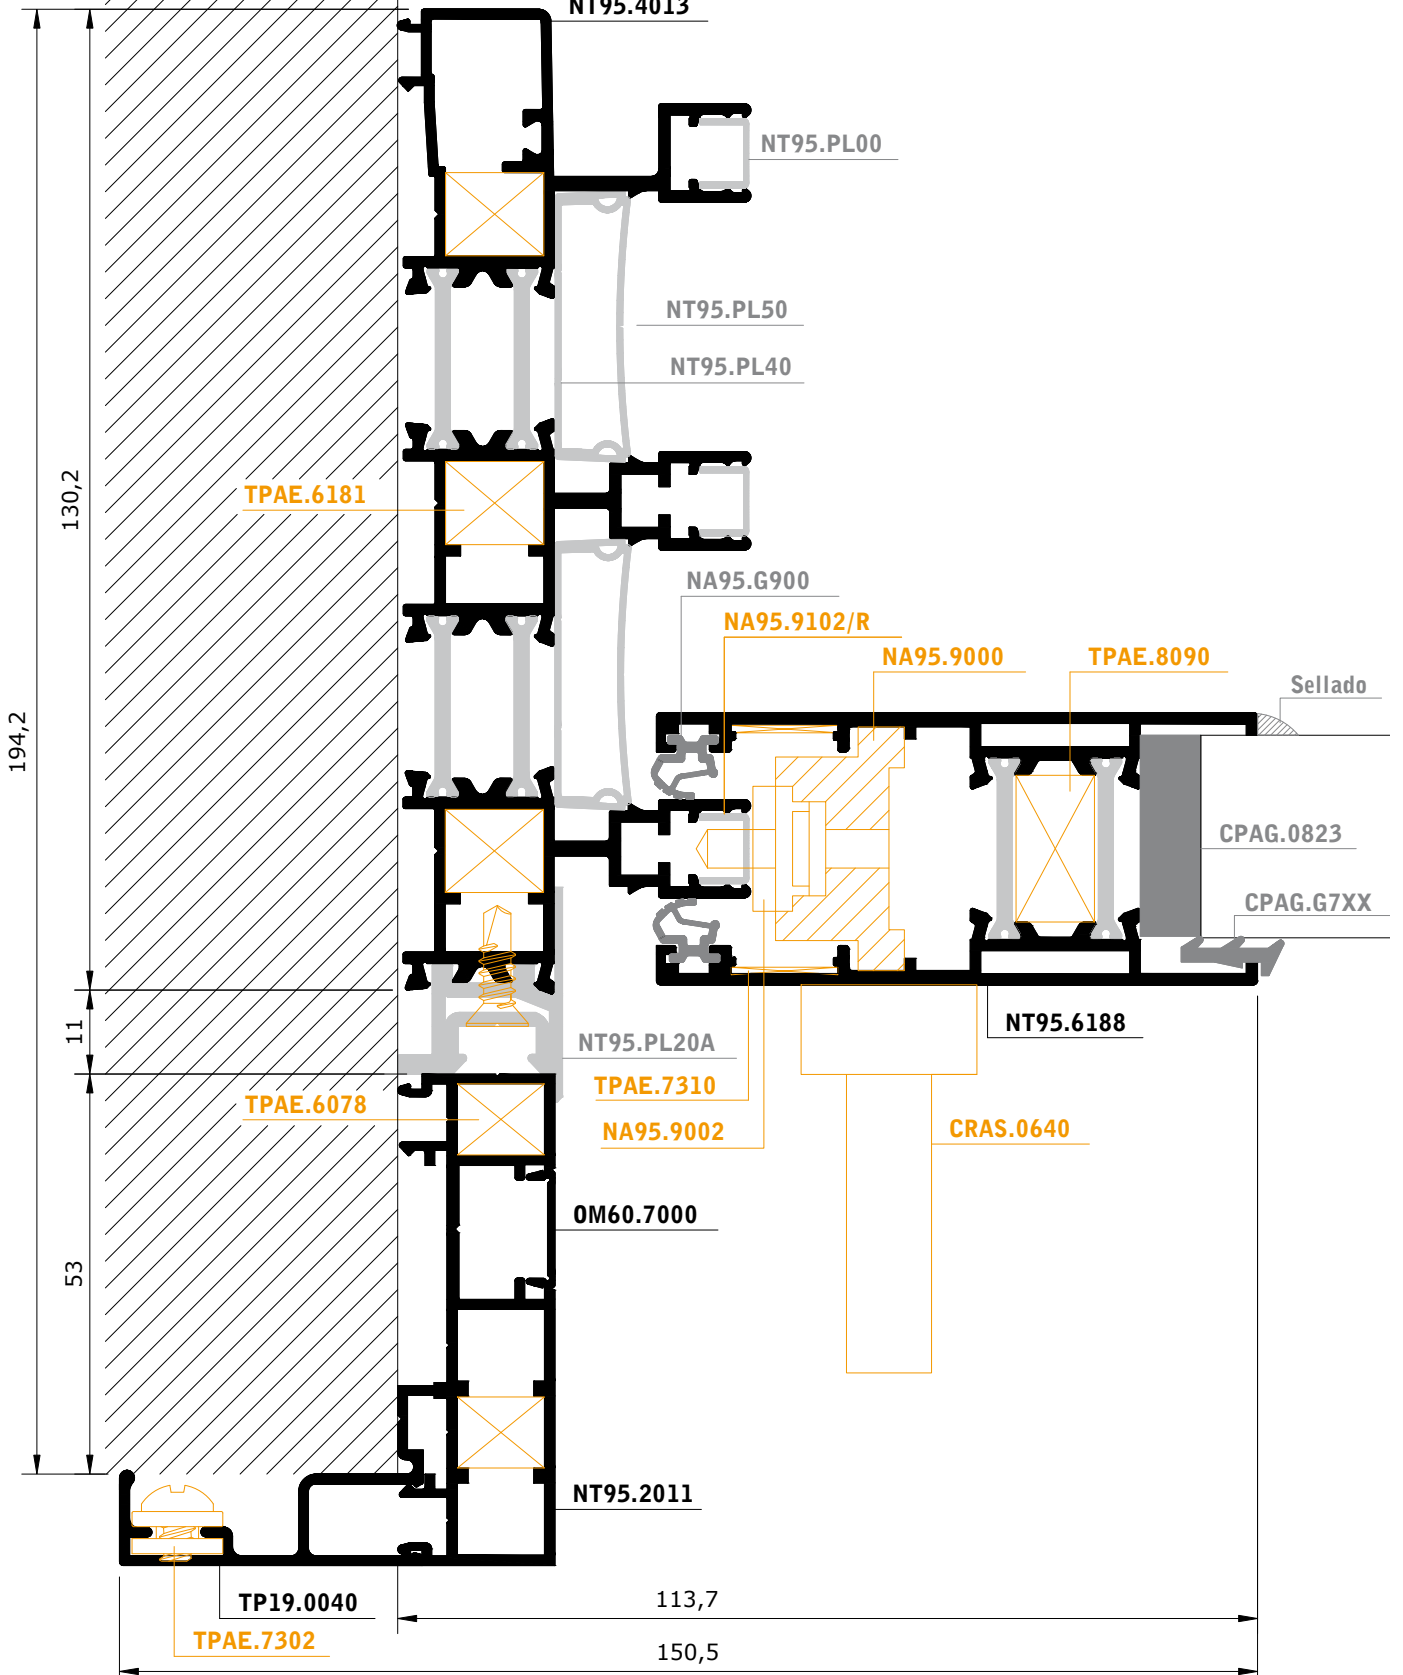 NT95.4013
NT95.PL00
NT95.PL50
NT95.PL40
130,2
TPAE.6181
NA95.G900
NA95.9102/R
NA95.9000
TPAE.8090
Sellado
194,2
CPAG.0823
CPAG.G7XX
11
NT95.6188
NT95.PL20A
TPAE.7310
TPAE.6078
NA95.9002
CRAS.0640
OM60.7000
53
NT95.2011
TP19.0040
113,7
TPAE.7302
150,5